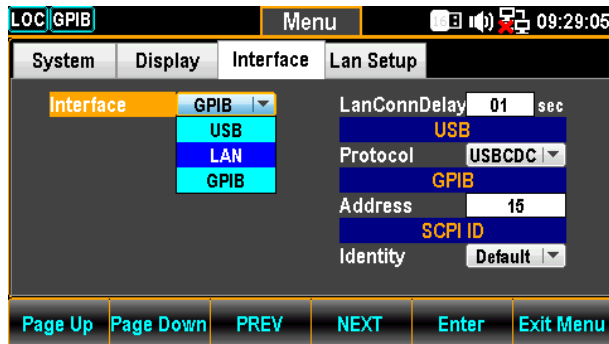 LOC GPIB Menu 16 09:29:05
System Display Interface Lan Setup
Interface GPIB LanConnDelay 01 sec
USB USB
LAN Protocol USBCDC
GPIB GPIB
Address 15
SCPI ID
Identity Default
Page Up Page Down PREV NEXT Enter Exit Menu